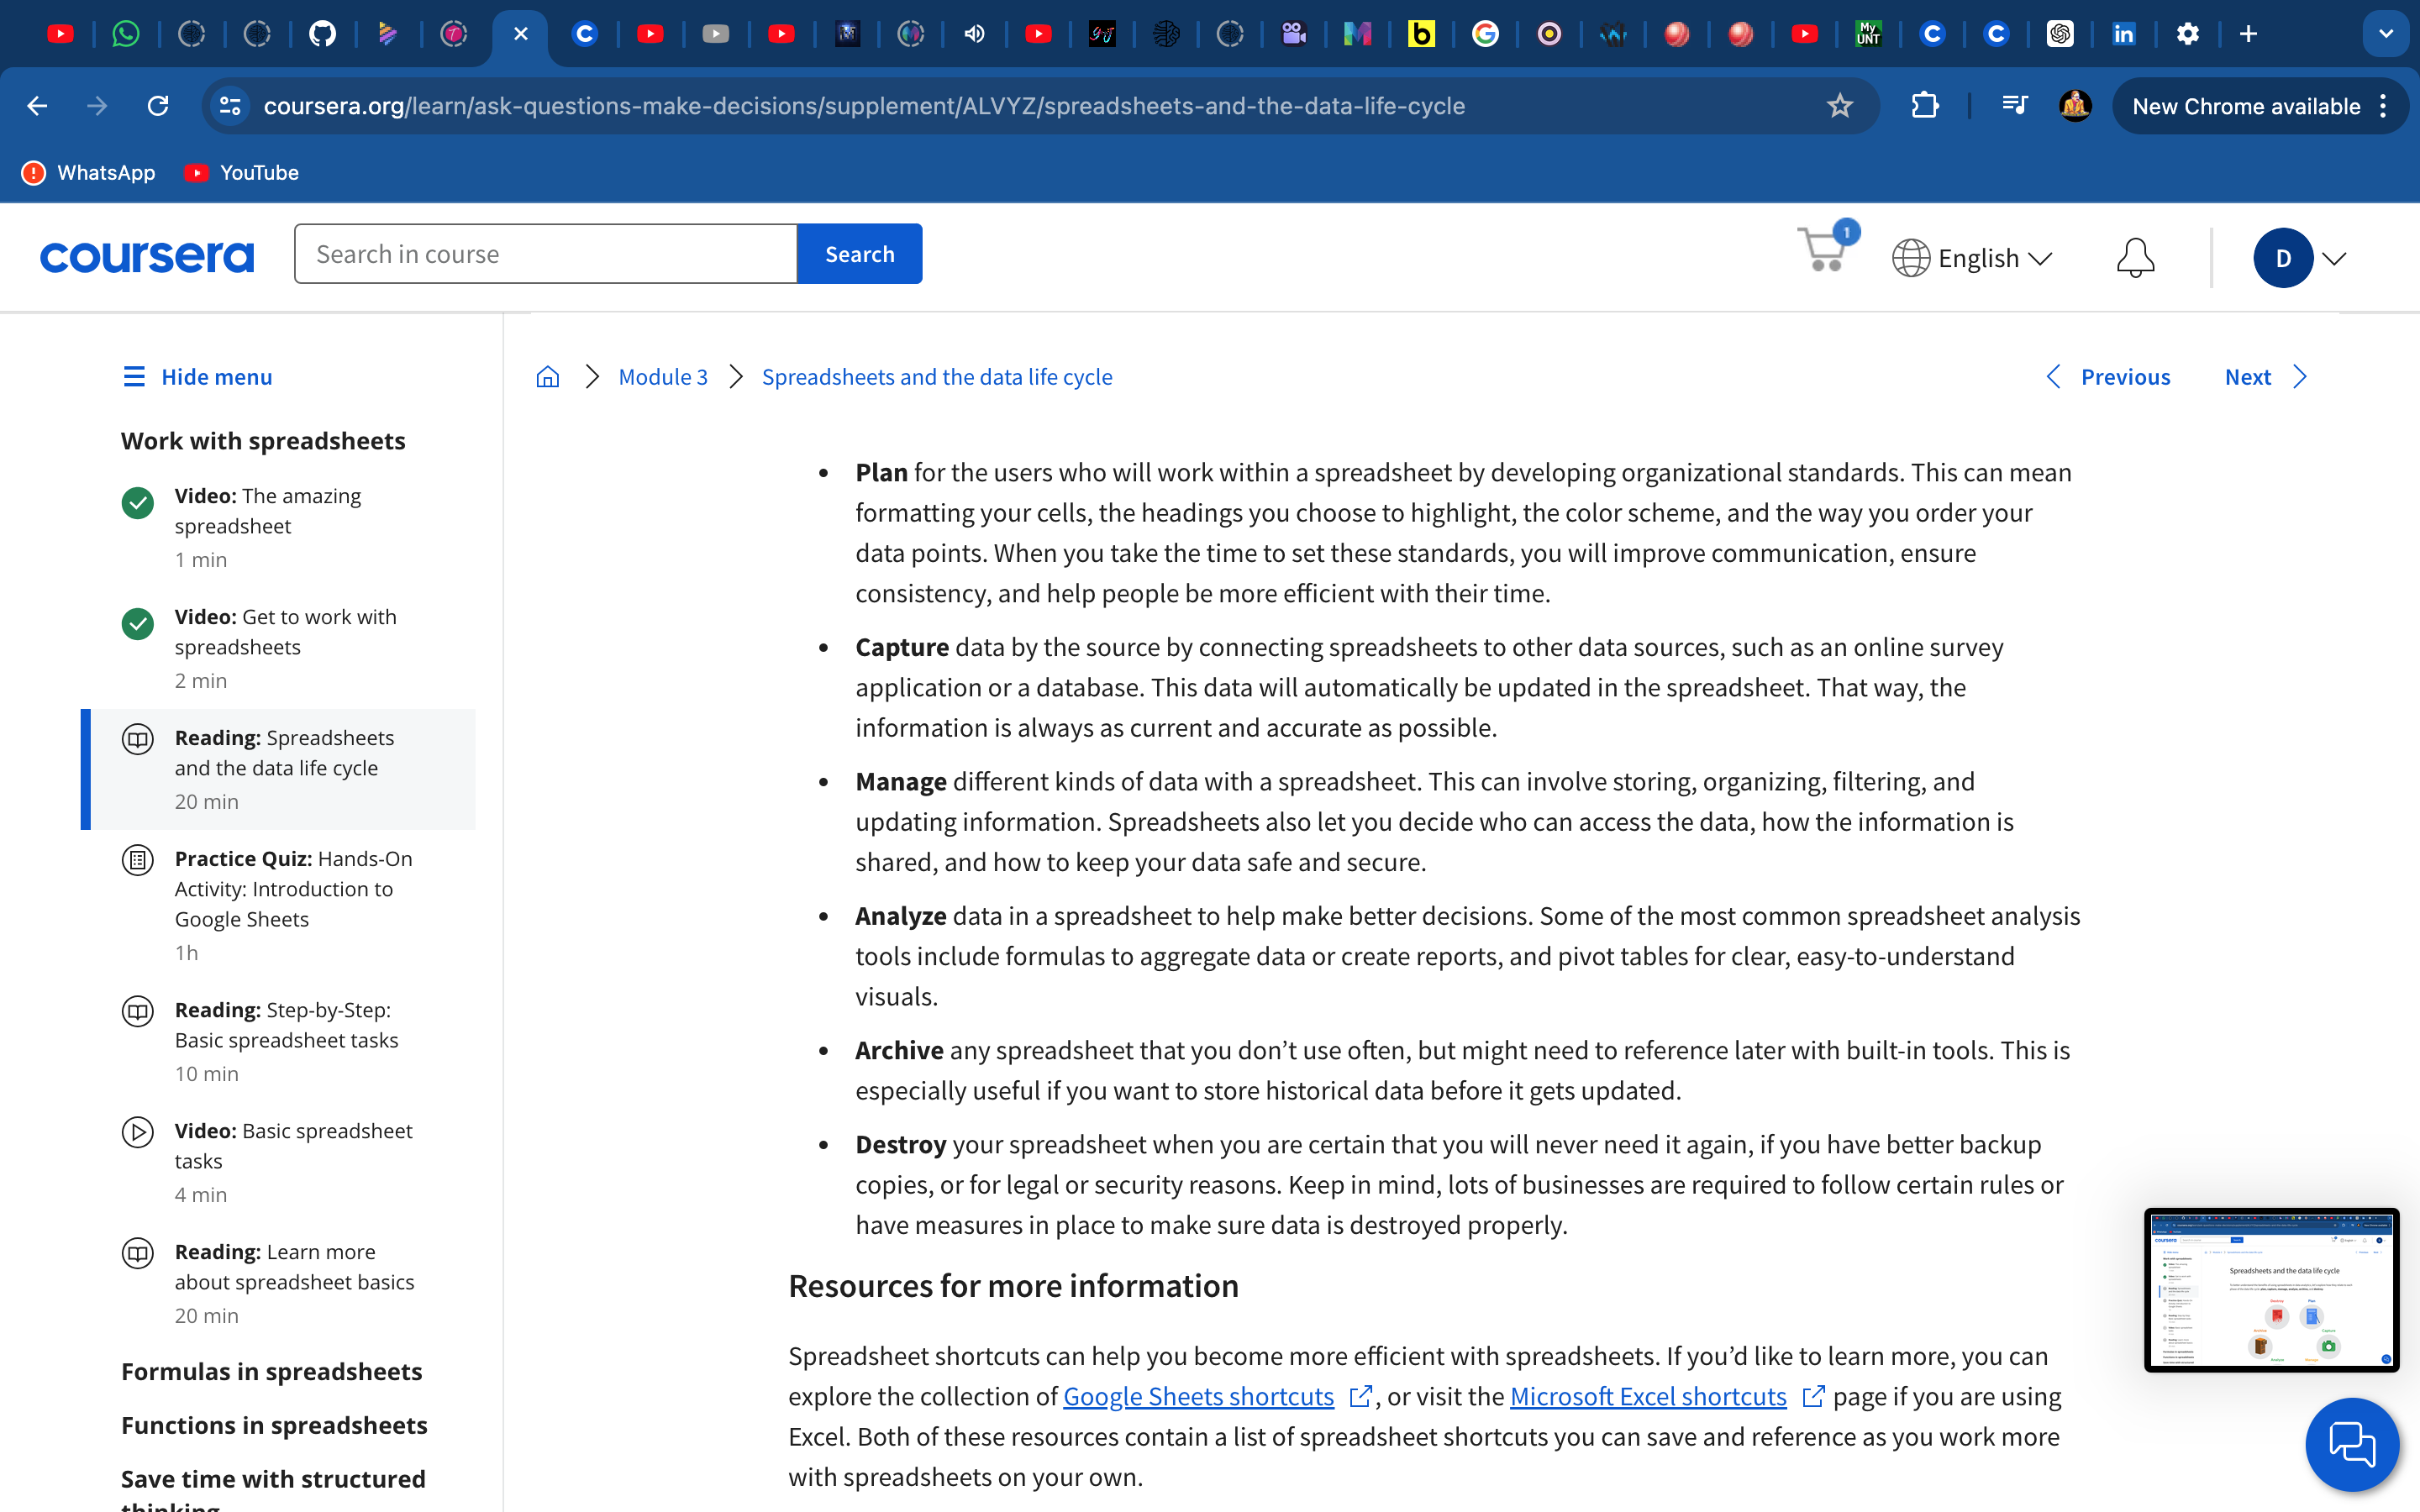 My
UNT
coursera.org/learn/ask-questions-make-decisions/supplement/ALVYZ/spreadsheets-and-the-data-life-cycle
New Chrome available
WhatsApp
YouTube
coursera
Search in course
Search
1
English
D
Hide menu
Module 3
Spreadsheets and the data life cycle
Previous
Next
Work with spreadsheets
Video: The amazing
spreadsheet
1 min
Video: Get to work with
spreadsheets
2 min
Reading: Spreadsheets
and the data life cycle
20 min
Practice Quiz: Hands-On
Activity: Introduction to
Google Sheets
1h
Reading: Step-by-Step:
Basic spreadsheet tasks
10 min
Video: Basic spreadsheet
tasks
4 min
Reading: Learn more
about spreadsheet basics
20 min
Formulas in spreadsheets
Functions in spreadsheets
Save time with structured
thinking
Plan for the users who will work within a spreadsheet by developing organizational standards. This can mean
formatting your cells, the headings you choose to highlight, the color scheme, and the way you order your
data points. When you take the time to set these standards, you will improve communication, ensure
consistency, and help people be more efficient with their time.
Capture data by the source by connecting spreadsheets to other data sources, such as an online survey
application or a database. This data will automatically be updated in the spreadsheet. That way, the
information is always as current and accurate as possible.
Manage different kinds of data with a spreadsheet. This can involve storing, organizing, filtering, and
updating information. Spreadsheets also let you decide who can access the data, how the information is
shared, and how to keep your data safe and secure.
Analyze data in a spreadsheet to help make better decisions. Some of the most common spreadsheet analysis
tools include formulas to aggregate data or create reports, and pivot tables for clear, easy-to-understand
visuals.
Archive any spreadsheet that you don’t use often, but might need to reference later with built-in tools. This is
especially useful if you want to store historical data before it gets updated.
Destroy your spreadsheet when you are certain that you will never need it again, if you have better backup
copies, or for legal or security reasons. Keep in mind, lots of businesses are required to follow certain rules or
have measures in place to make sure data is destroyed properly.
Resources for more information
Spreadsheet shortcuts can help you become more efficient with spreadsheets. If you’d like to learn more, you can
explore the collection of Google Sheets shortcuts, or visit the Microsoft Excel shortcuts page if you are using
Excel. Both of these resources contain a list of spreadsheet shortcuts you can save and reference as you work more
with spreadsheets on your own.
coursera
Spreadsheets and the data life cycle